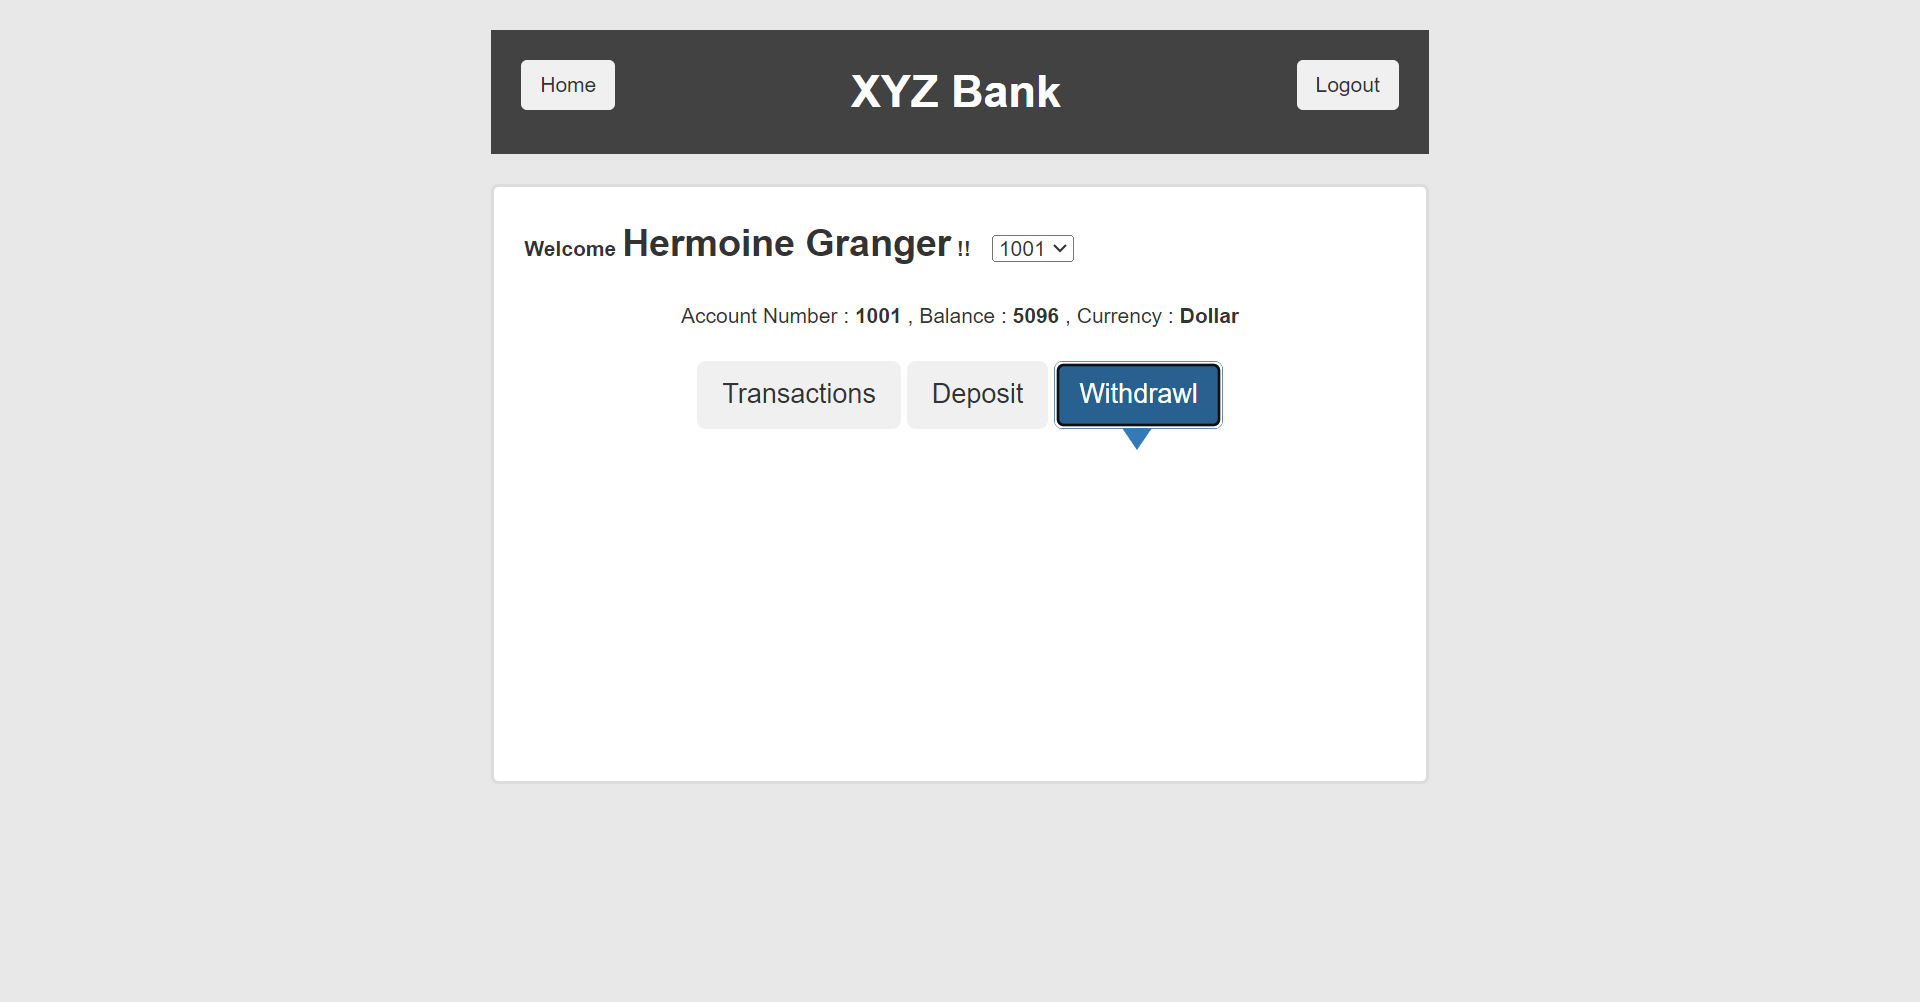 Home
XYZ Bank
Logout
Welcome Hermoine Granger !! 1001
Account Number : 1001 , Balance : 5096 , Currency : Dollar
Transactions Deposit Withdrawl